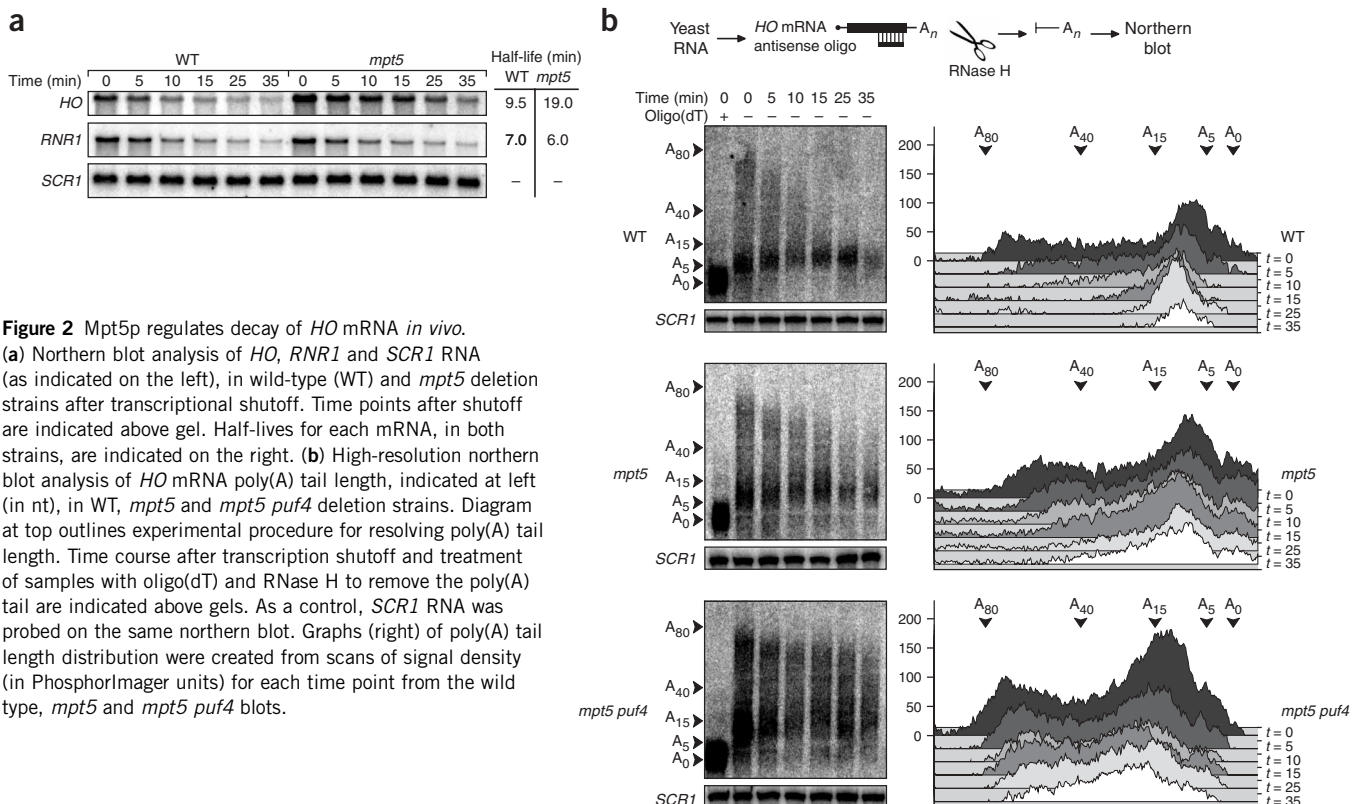 a
WT mpt5 Half-life (min)
Time (min) 0 5 10 15 25 35 0 5 10 15 25 35 WT mpt5
HO 9.5 19.0
RNR1 7.0 6.0
SCR1 – –
Figure 2 Mpt5p regulates decay of HO mRNA in vivo.
(a) Northern blot analysis of HO, RNR1 and SCR1 RNA
(as indicated on the left), in wild-type (WT) and mpt5 deletion
strains after transcriptional shutoff. Time points after shutoff
are indicated above gel. Half-lives for each mRNA, in both
strains, are indicated on the right. (b) High-resolution northern
blot analysis of HO mRNA poly(A) tail length, indicated at left
(in nt), in WT, mpt5 and mpt5 puf4 deletion strains. Diagram
at top outlines experimental procedure for resolving poly(A) tail
length. Time course after transcription shutoff and treatment
of samples with oligo(dT) and RNase H to remove the poly(A)
tail are indicated above gels. As a control, SCR1 RNA was
probed on the same northern blot. Graphs (right) of poly(A) tail
length distribution were created from scans of signal density
(in PhosphorImager units) for each time point from the wild
type, mpt5 and mpt5 puf4 blots.
b
Yeast HO mRNA An An Northern
RNA antisense oligo blot
RNase H
Time (min) 0 0 5 10 15 25 35
Oligo(dT) + – – – – – –
A80
A40
WT A15
A5
A0
SCR1
A80 A40 A15 A5 A0
200
150
100
50 WT
0 t = 0
t = 5
t = 10
t = 15
t = 25
t = 35
A80
A40
mpt5 A15
A5
A0
SCR1
A80 A40 A15 A5 A0
200
150
100
50 mpt5
0 t = 0
t = 5
t = 10
t = 15
t = 25
t = 35
A80
A40
mpt5 puf4 A15
A5
A0
SCR1
A80 A40 A15 A5 A0
200
150
100
50 mpt5 puf4
0 t = 0
t = 5
t = 10
t = 15
t = 25
t = 35